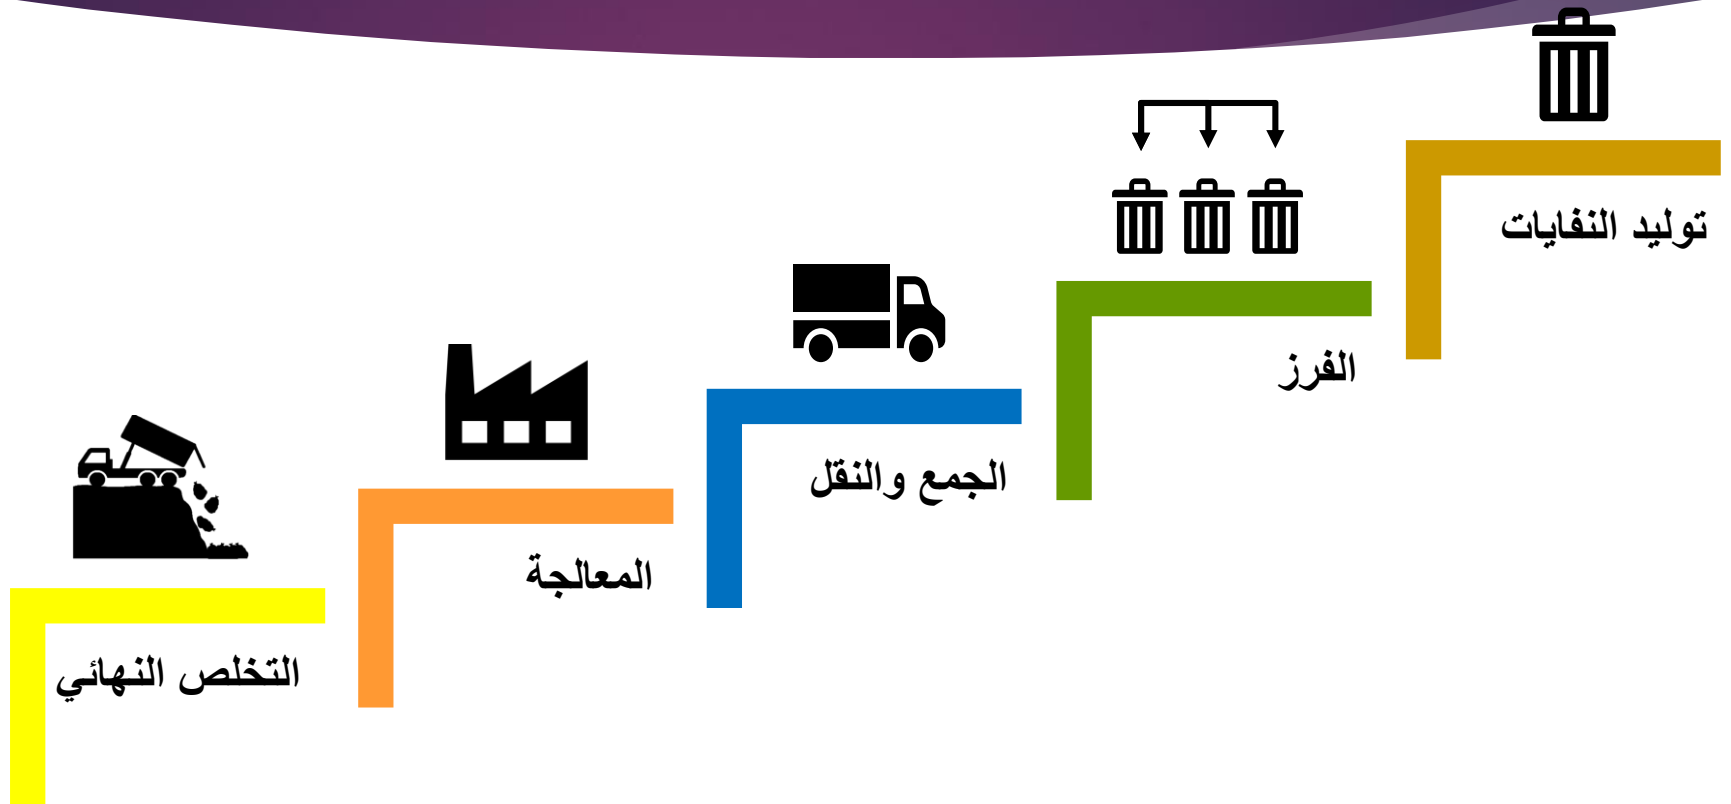 توليد النفايات
الفرز
الجمع والنقل
المعالجة
التخلص النهائي